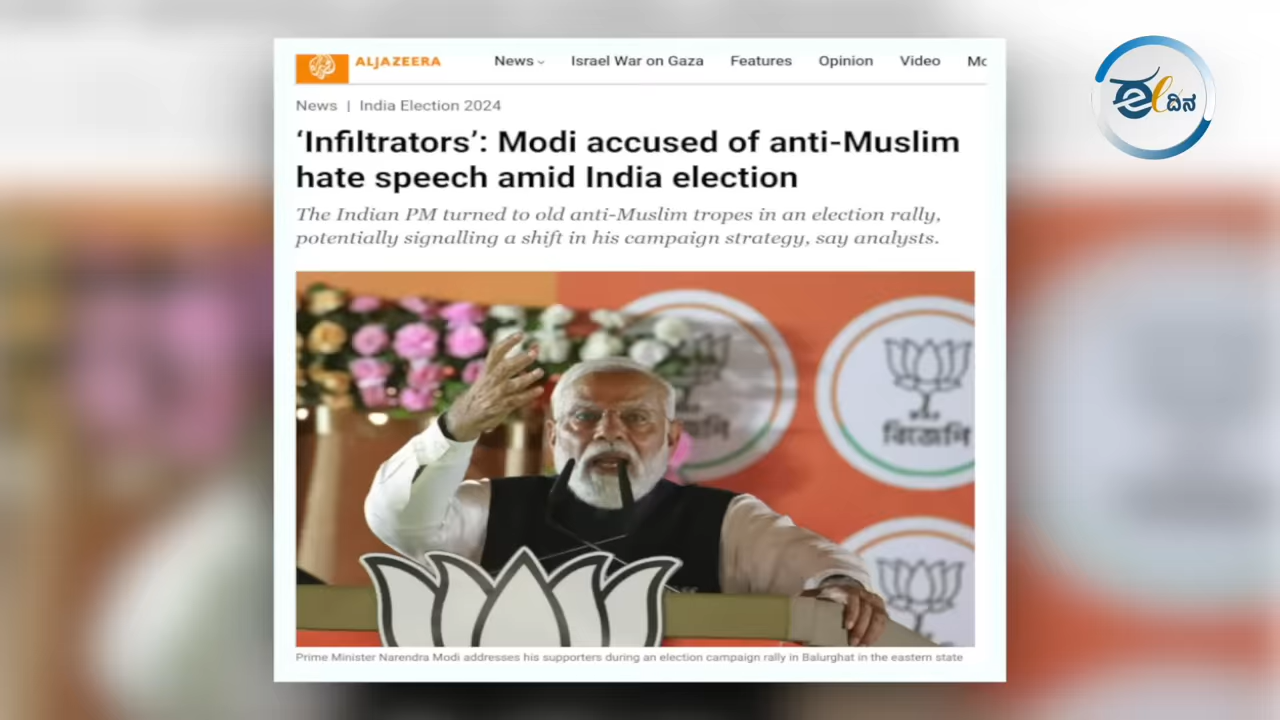 ALJAZEERA
News Israel War on Gaza Features Opinion Video
News | India Election 2024
‘Infiltrators’: Modi accused of anti-Muslim
hate speech amid India election
The Indian PM turned to old anti-Muslim tropes in an election rally,
potentially signalling a shift in his campaign strategy, say analysts.
বিজেপি
Prime Minister Narendra Modi addresses his supporters during an election campaign rally in Balurghat in the eastern state
ಈ ದಿನ